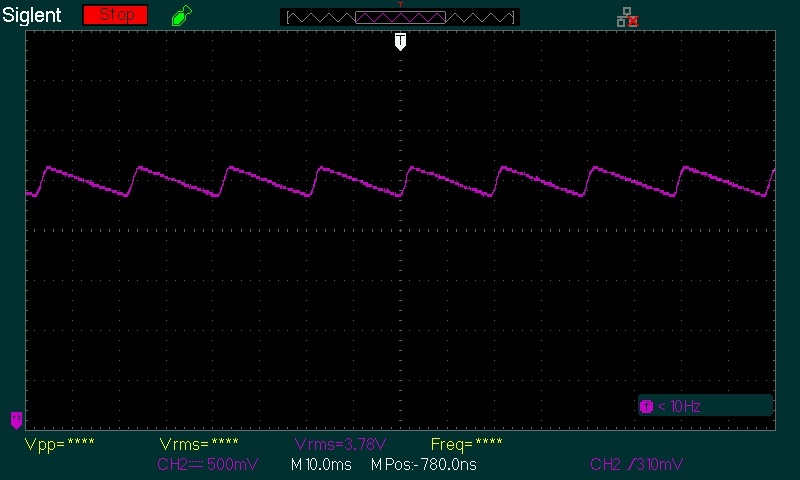 Siglent Stop T
T
f < 10Hz
Vpp=**** Vrms=**** Vrms=3.78V Freq=****
CH2 500mV M 10.0ms M Pos:-780.0ns CH2 /310mV